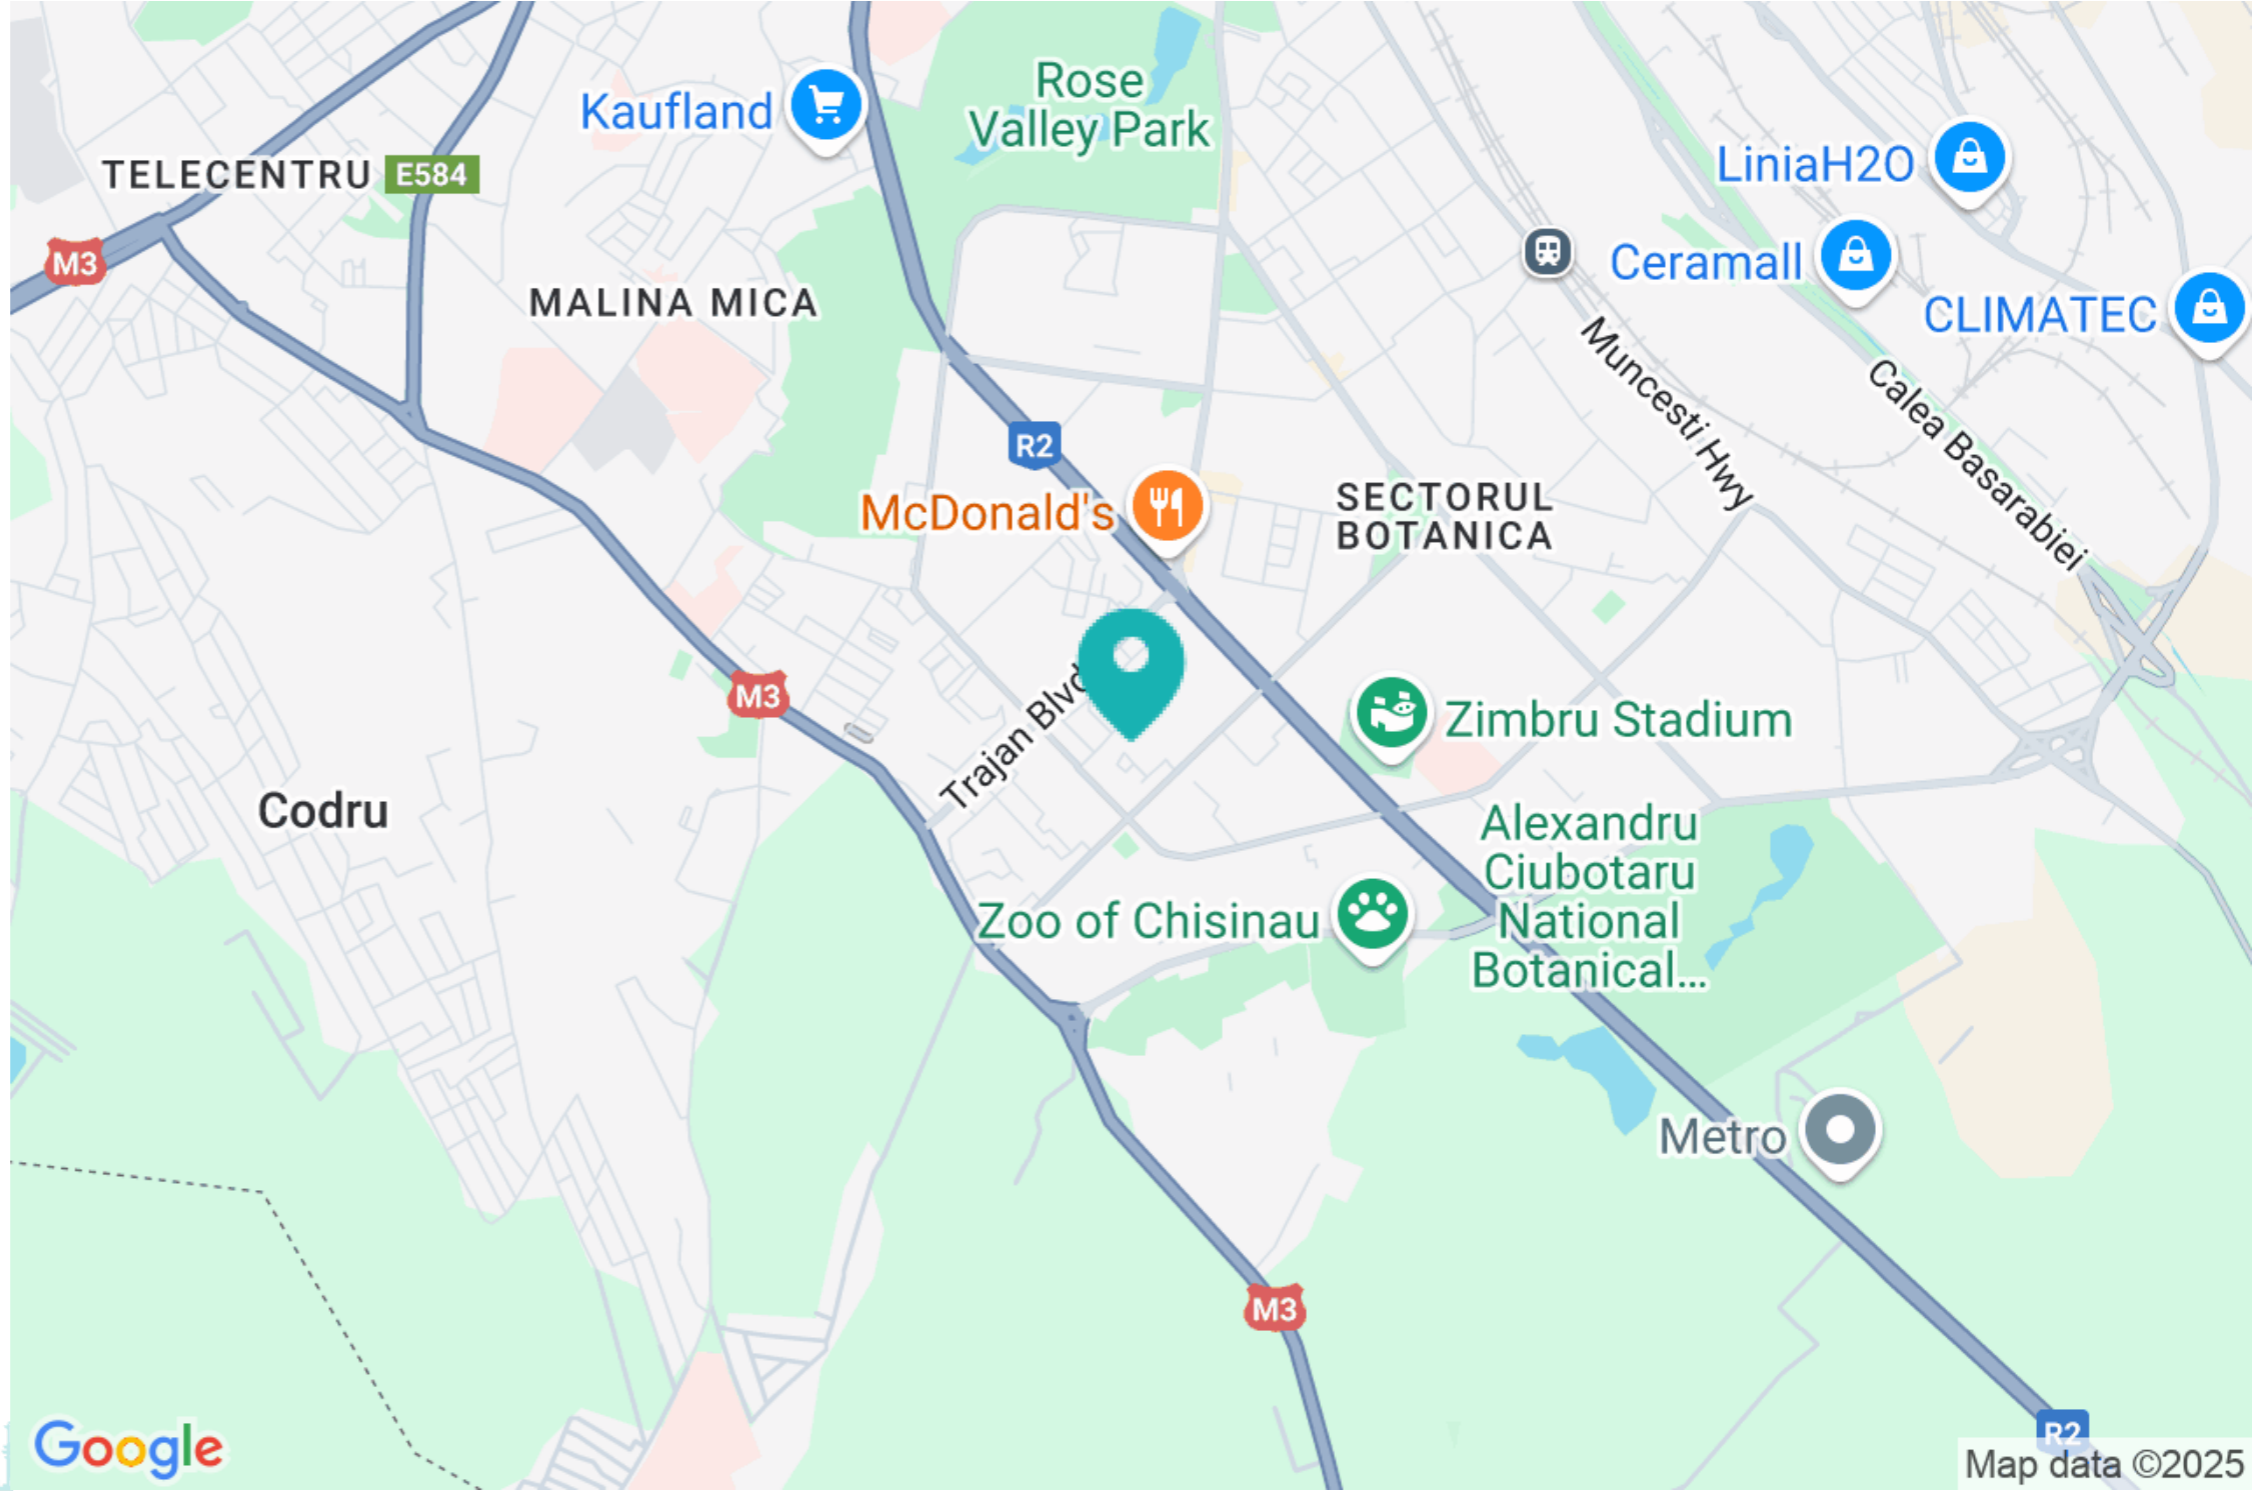 Rose
Valley Park
Kaufland
TELECENTRU
E584
LiniaH2O
M3
Ceramall
MALINA MICA
CLIMATEC
Muncesti Hwy
Calea Basarabiei
R2
McDonald's
SECTORUL
BOTANICA
M3
Trajan Blvd
Zimbru Stadium
Codru
Alexandru
Ciubotaru
National
Botanical...
Zoo of Chisinau
Metro
M3
R2
Google
Map data ©2025